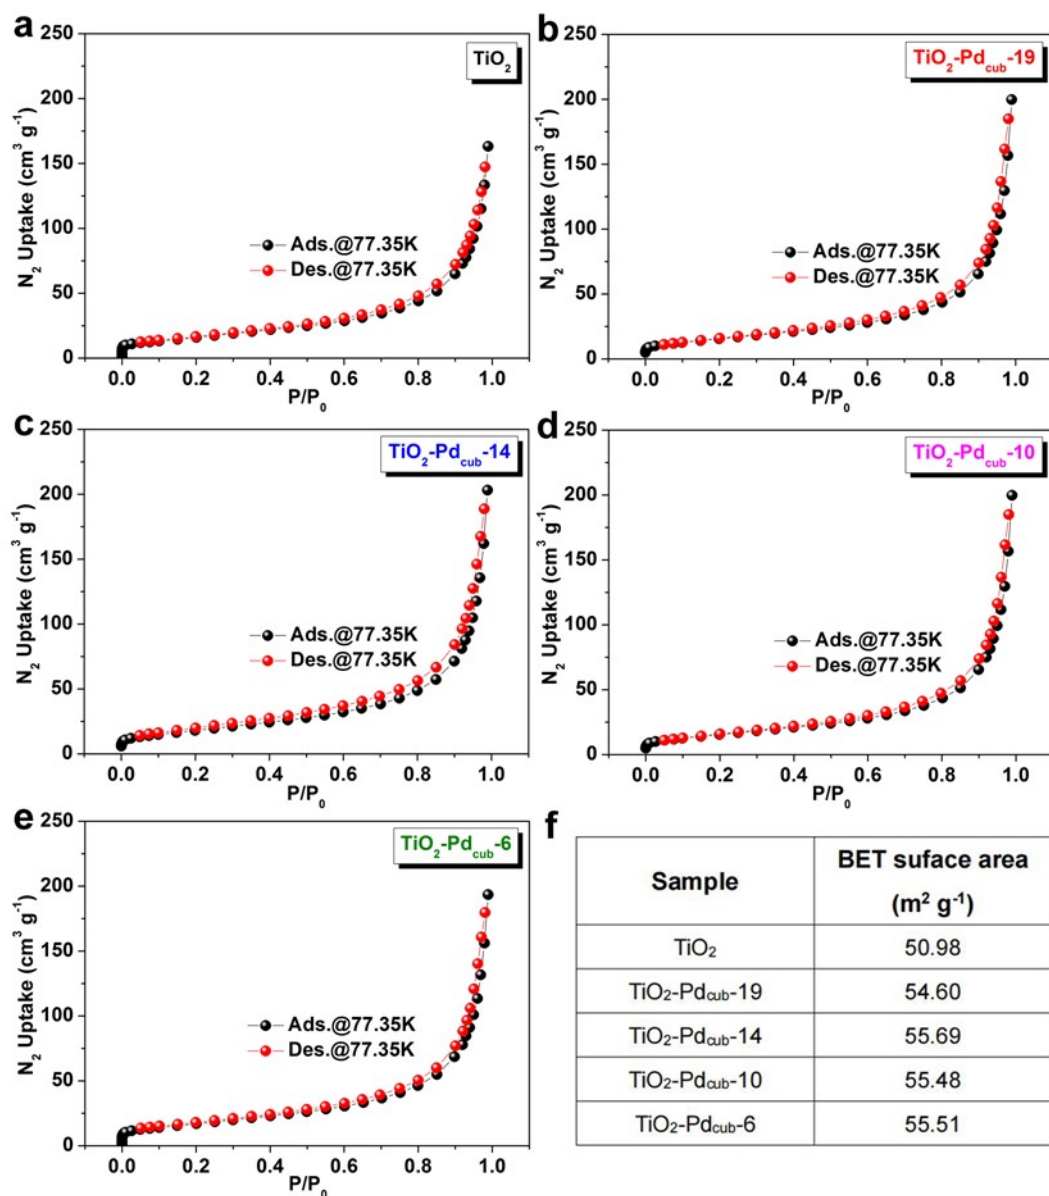 a
250
200
150
100
50
0
N₂ Uptake (cm³ g⁻¹)
TiO₂
Ads.@77.35K
Des.@77.35K
0.0 0.2 0.4 0.6 0.8 1.0
P/P₀
b
250
200
150
100
50
0
N₂ Uptake (cm³ g⁻¹)
TiO₂-Pd_cub-19
Ads.@77.35K
Des.@77.35K
0.0 0.2 0.4 0.6 0.8 1.0
P/P₀
c
250
200
150
100
50
0
N₂ Uptake (cm³ g⁻¹)
TiO₂-Pd_cub-14
Ads.@77.35K
Des.@77.35K
0.0 0.2 0.4 0.6 0.8 1.0
P/P₀
d
250
200
150
100
50
0
N₂ Uptake (cm³ g⁻¹)
TiO₂-Pd_cub-10
Ads.@77.35K
Des.@77.35K
0.0 0.2 0.4 0.6 0.8 1.0
P/P₀
e
250
200
150
100
50
0
N₂ Uptake (cm³ g⁻¹)
TiO₂-Pd_cub-6
Ads.@77.35K
Des.@77.35K
0.0 0.2 0.4 0.6 0.8 1.0
P/P₀
f
Sample BET suface area
(m² g⁻¹)
TiO₂ 50.98
TiO₂-Pd_cub-19 54.60
TiO₂-Pd_cub-14 55.69
TiO₂-Pd_cub-10 55.48
TiO₂-Pd_cub-6 55.51